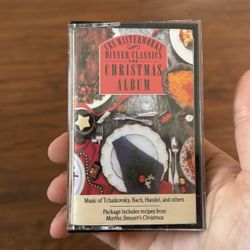 CBS MASTERWORKS
DINNER CLASSICS
THE
CHRISTMAS
ALBUM
Music of Tchaikovsky, Bach, Handel, and others
Package includes recipes from
Martha Stewart's Christmas